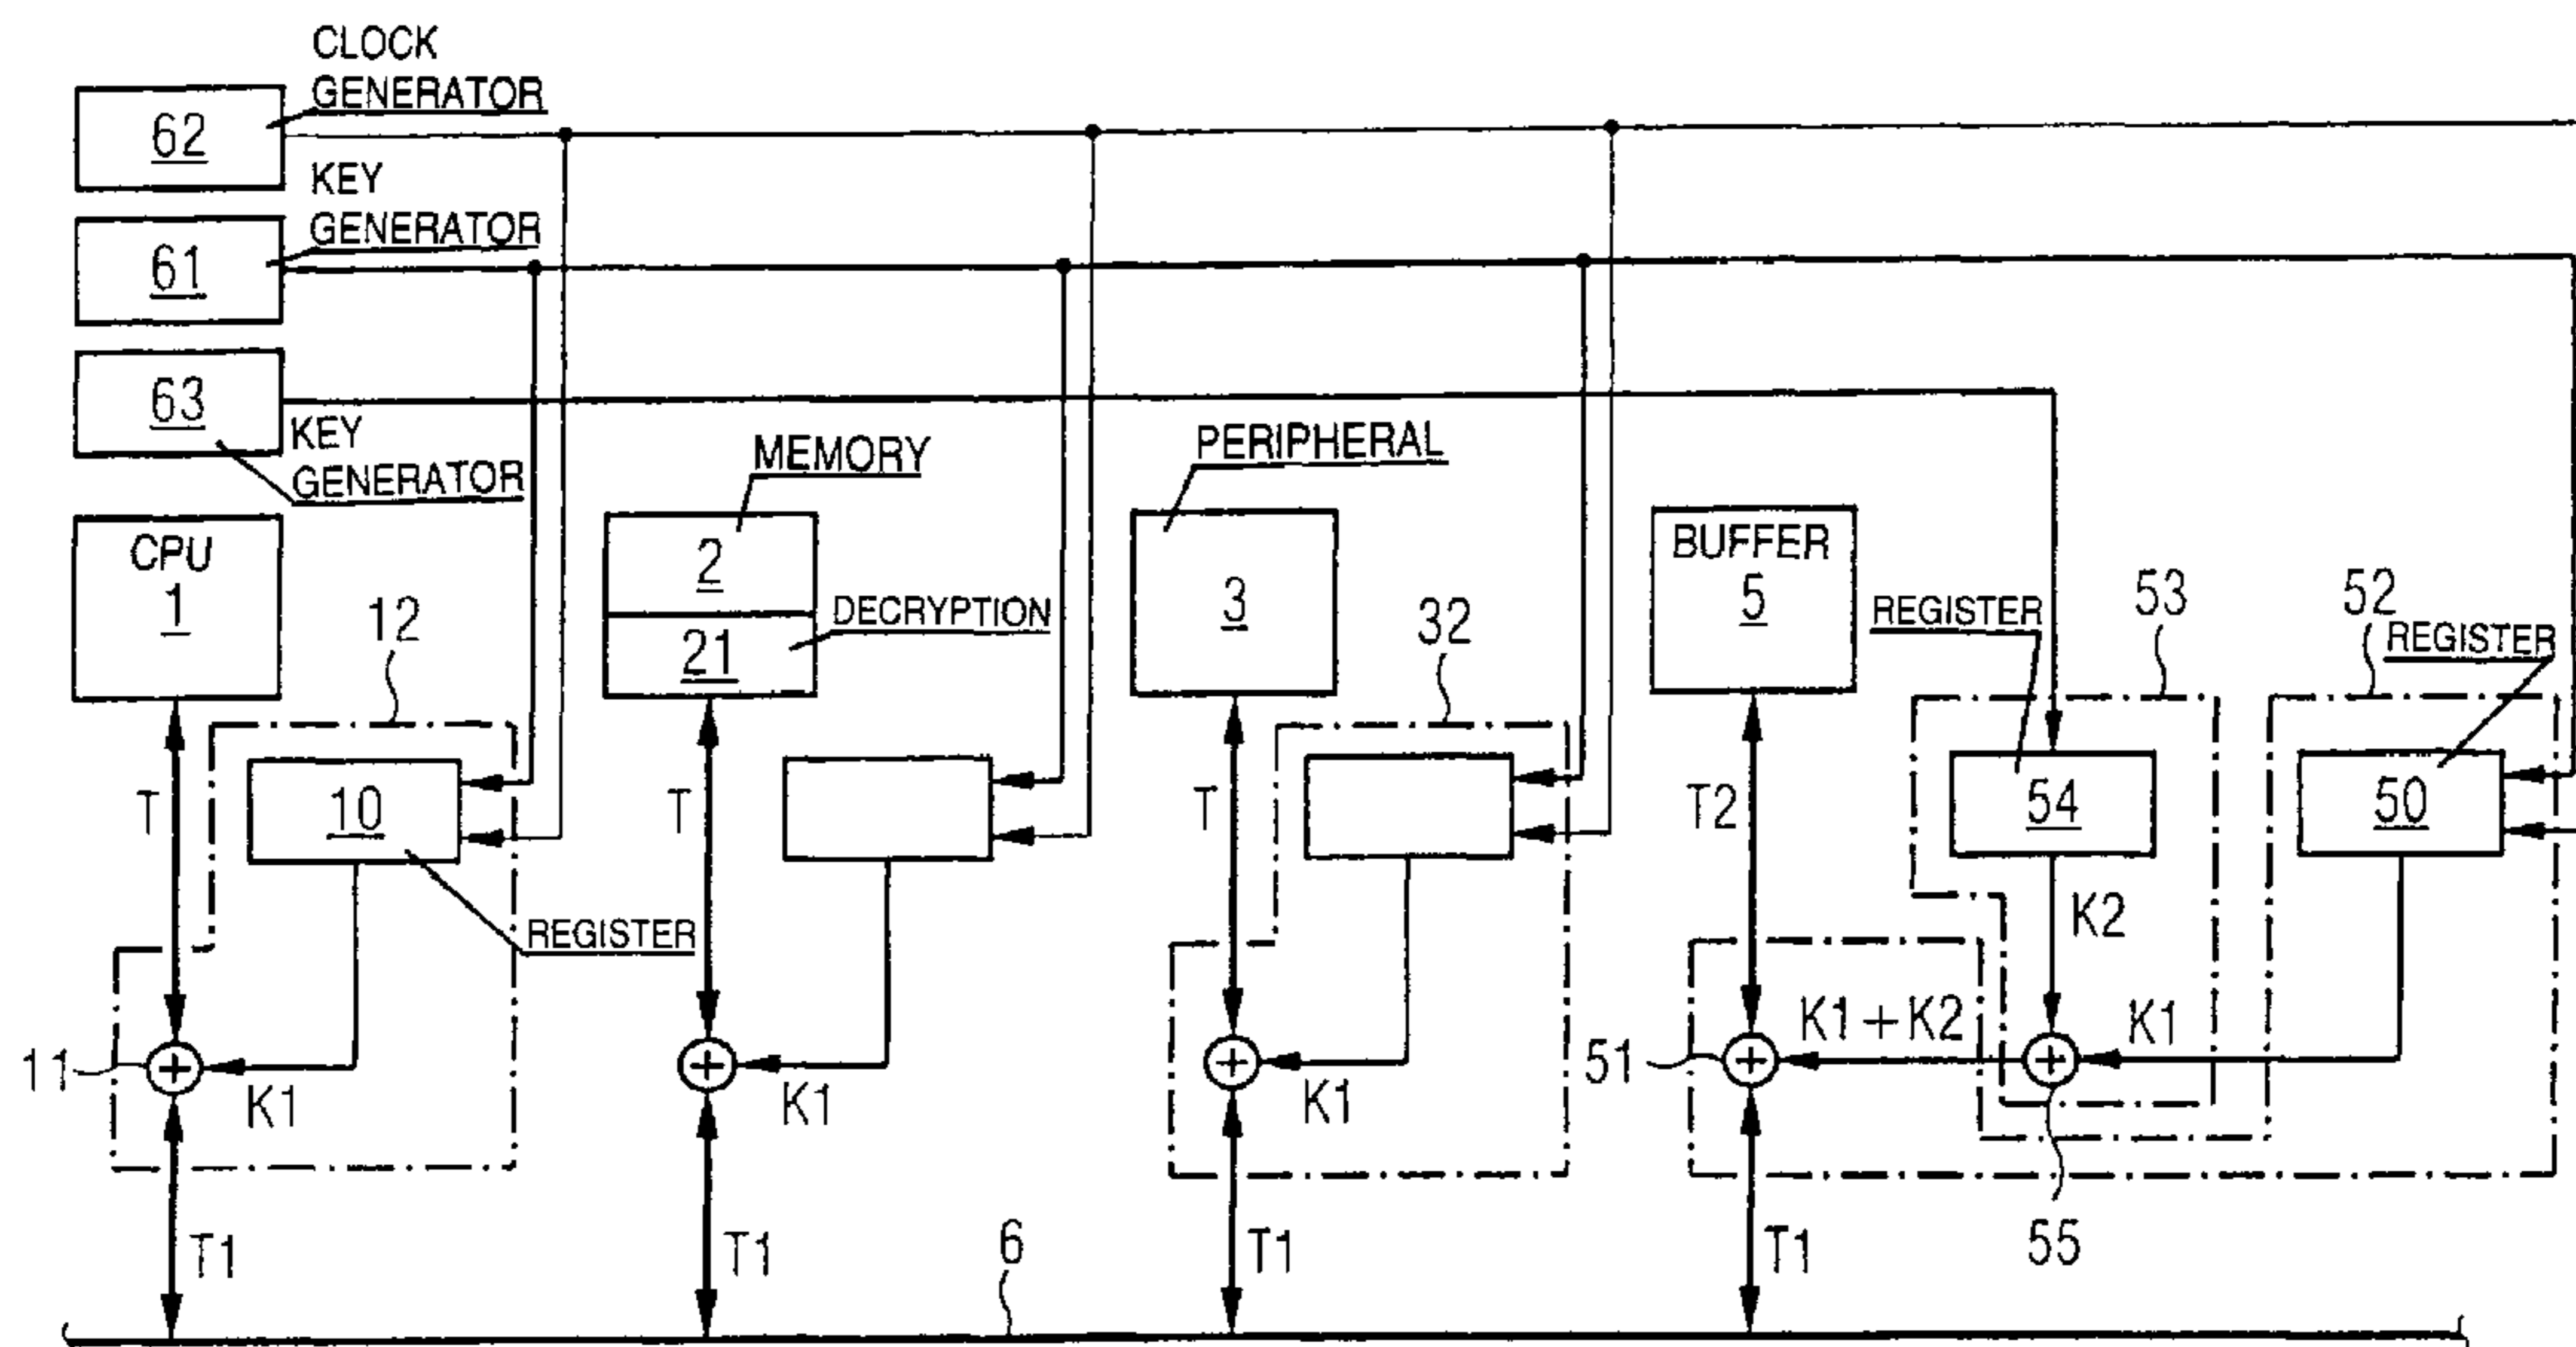 CLOCK
GENERATOR
62
KEY
GENERATOR
61
63
KEY
GENERATOR
MEMORY
PERIPHERAL
CPU
1
2
DECRYPTION
21
3
BUFFER
5
REGISTER
53
52
REGISTER
12
32
T
10
T
T
T2
54
50
REGISTER
K2
11
K1
K1
K1
51
K1+K2
K1
55
T1
T1
6
T1
T1